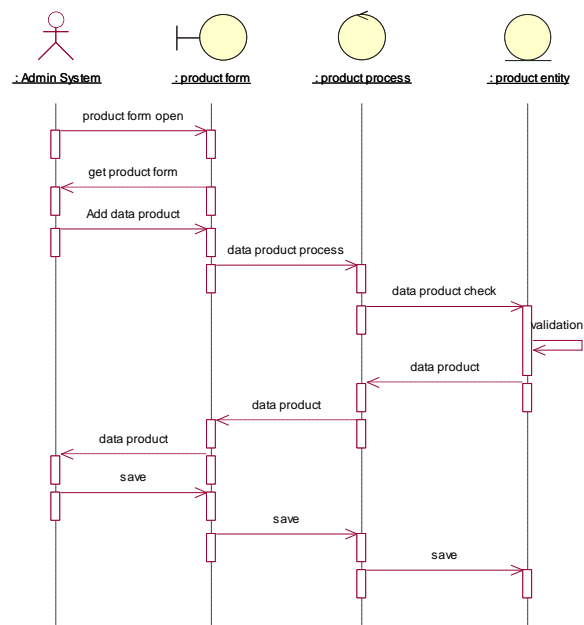 : Admin System
: product form
: product process
: product entity
product form open
get product form
Add data product
data product process
data product check
validation
data product
data product
data product
save
save
save